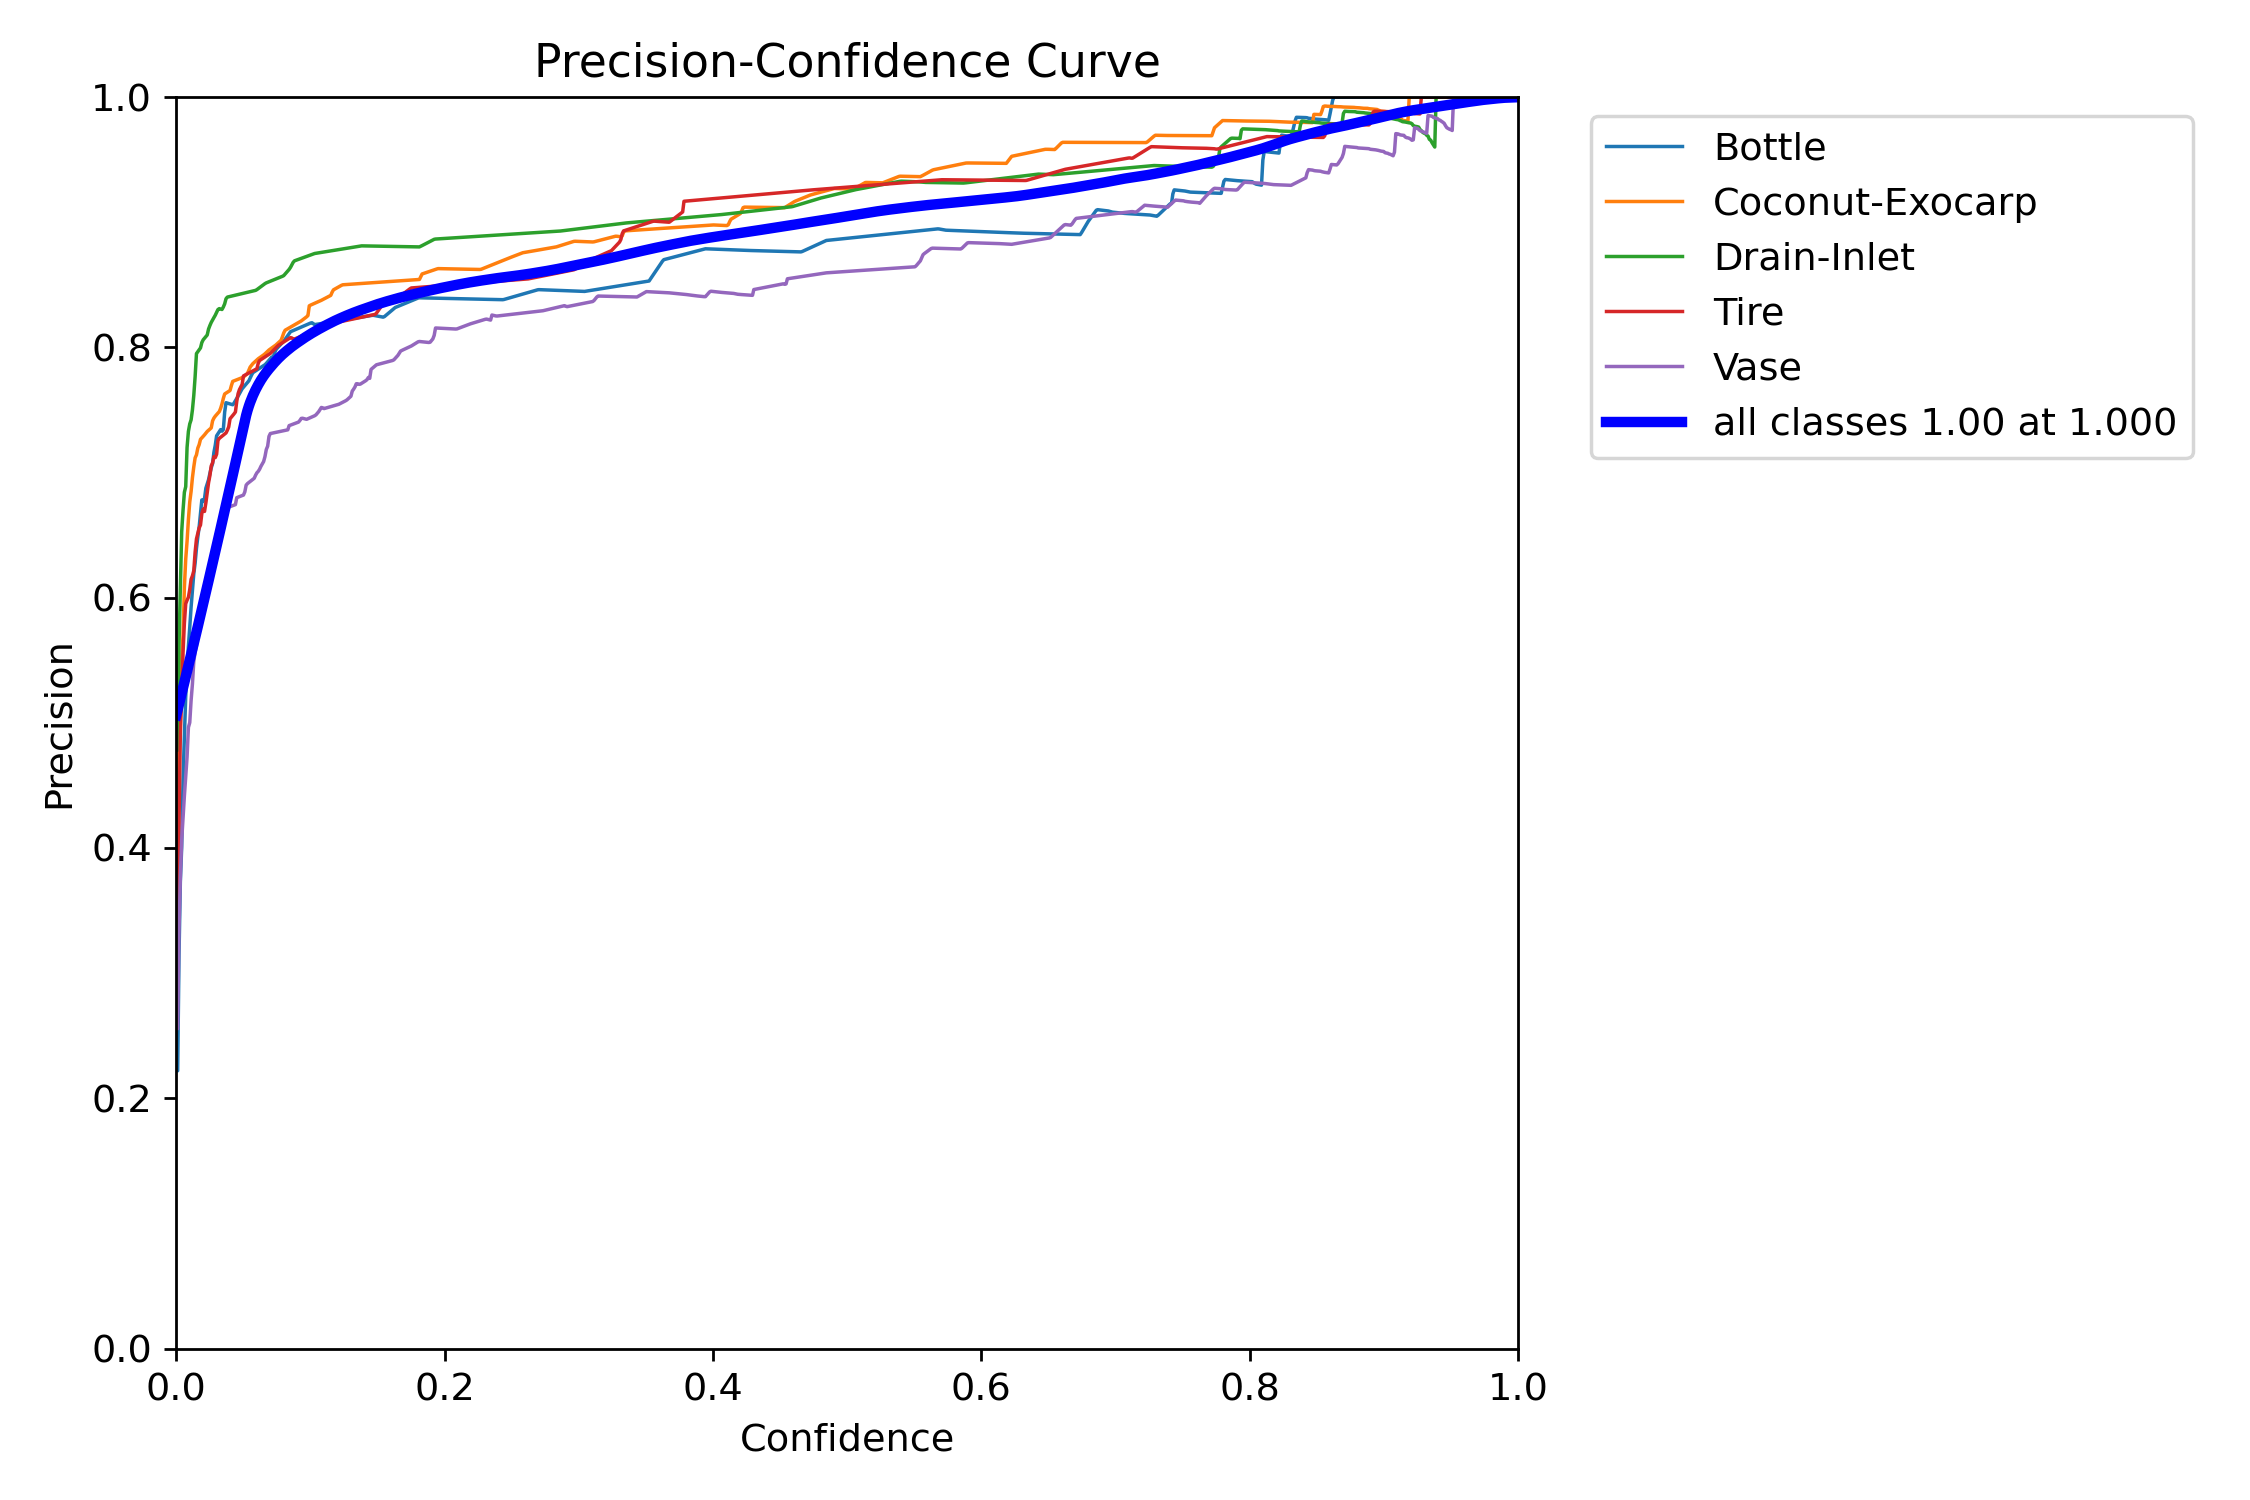 Precision-Confidence Curve
1.0
0.8
0.6
0.4
0.2
0.0
Precision
0.0 0.2 0.4 0.6 0.8 1.0
Confidence
Bottle
Coconut-Exocarp
Drain-Inlet
Tire
Vase
all classes 1.00 at 1.000